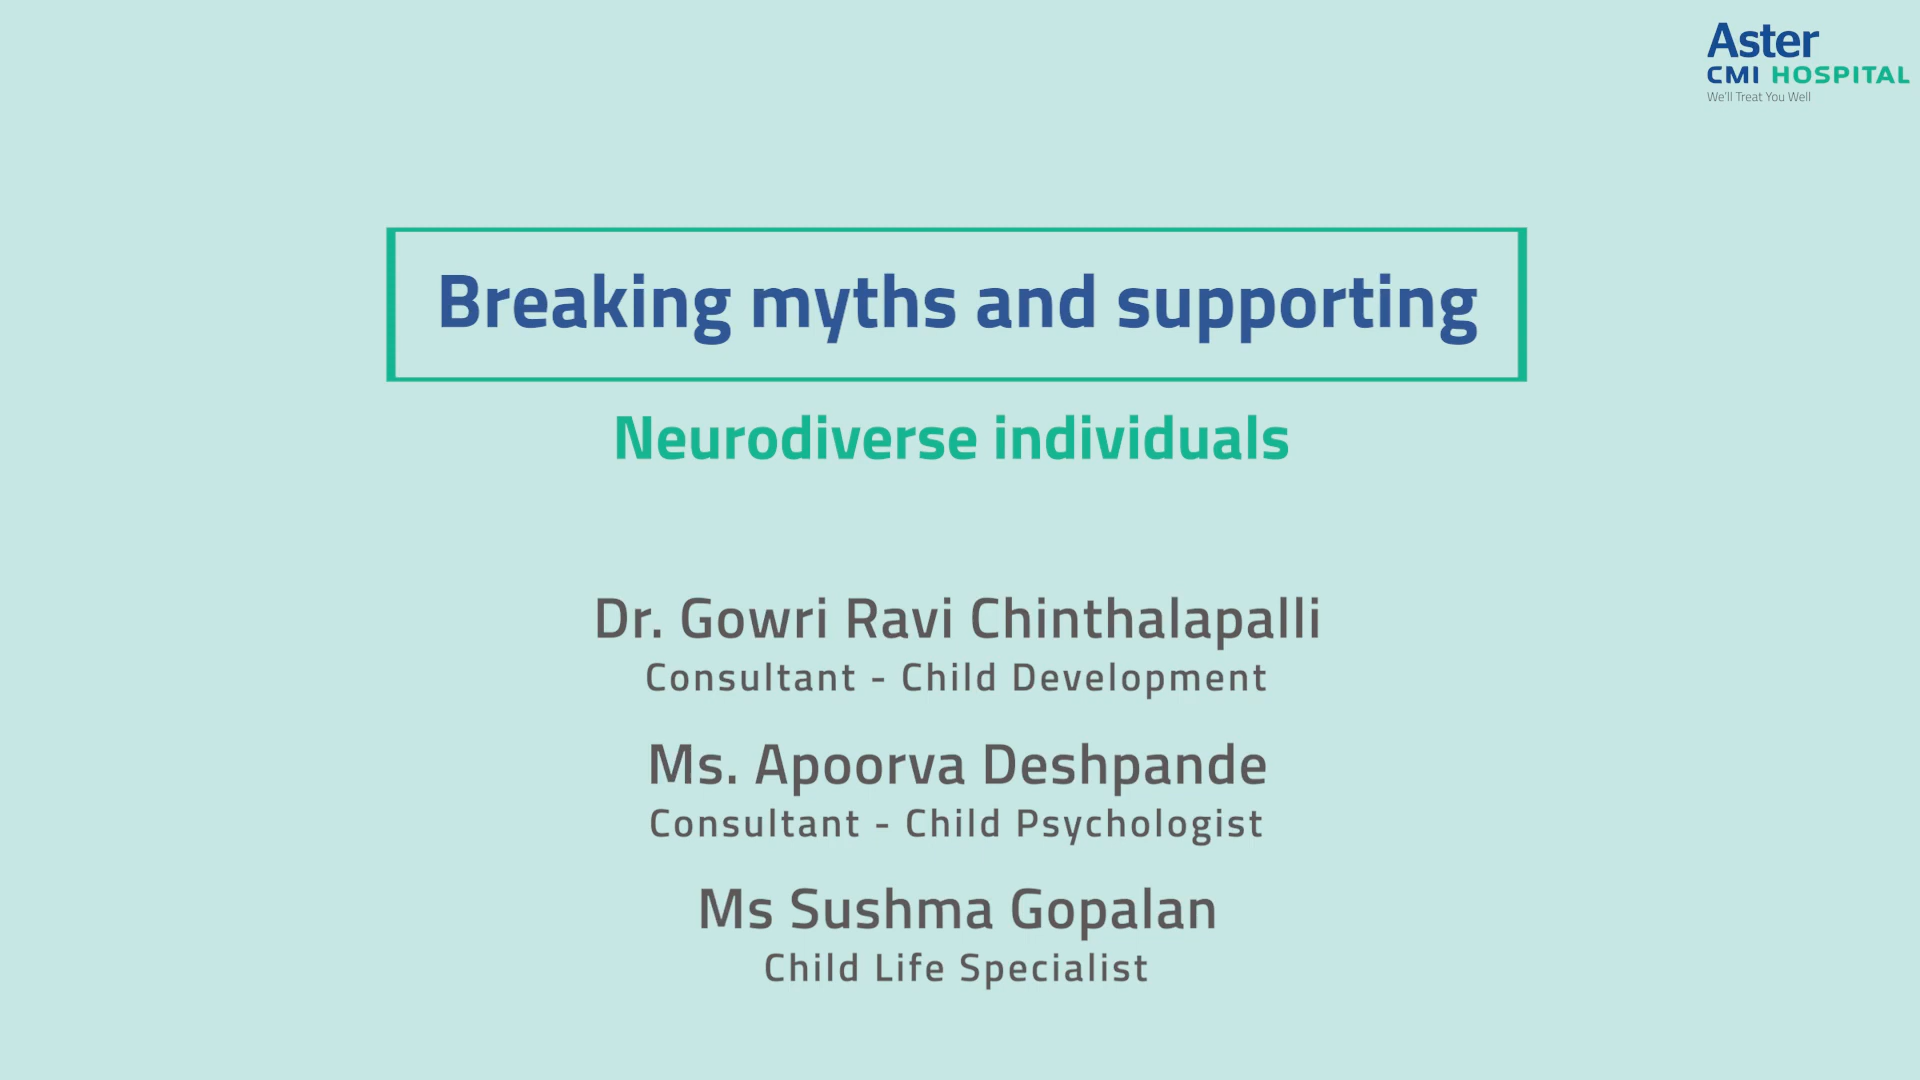 Aster
CMI HOSPITAL
We'll Treat You Well
Breaking myths and supporting
Neurodiverse individuals
Dr. Gowri Ravi Chinthalapalli
Consultant - Child Development
Ms. Apoorva Deshpande
Consultant - Child Psychologist
Ms Sushma Gopalan
Child Life Specialist